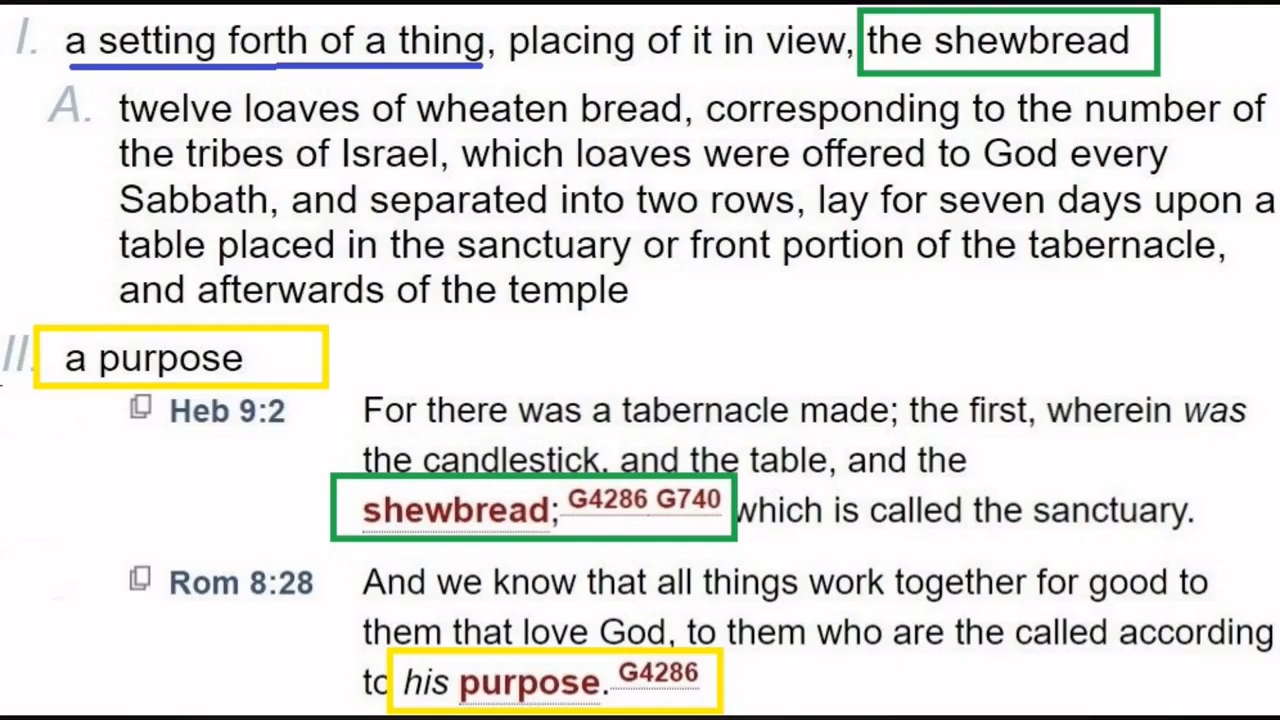 I. a setting forth of a thing, placing of it in view, the shewbread
A. twelve loaves of wheaten bread, corresponding to the number of
the tribes of Israel, which loaves were offered to God every
Sabbath, and separated into two rows, lay for seven days upon a
table placed in the sanctuary or front portion of the tabernacle,
and afterwards of the temple
II. a purpose
Heb 9:2 For there was a tabernacle made; the first, wherein was
the candlestick, and the table, and the
shewbread; G4286 G740 which is called the sanctuary.
Rom 8:28 And we know that all things work together for good to
them that love God, to them who are the called according
to his purpose. G4286